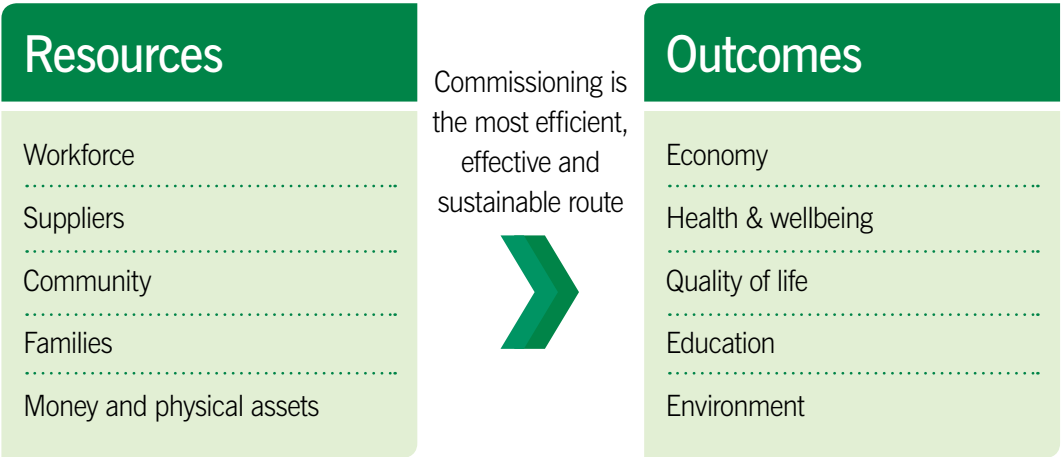 Resources
Workforce
Suppliers
Community
Families
Money and physical assets
Commissioning is
the most efficient,
effective and
sustainable route
Outcomes
Economy
Health & wellbeing
Quality of life
Education
Environment